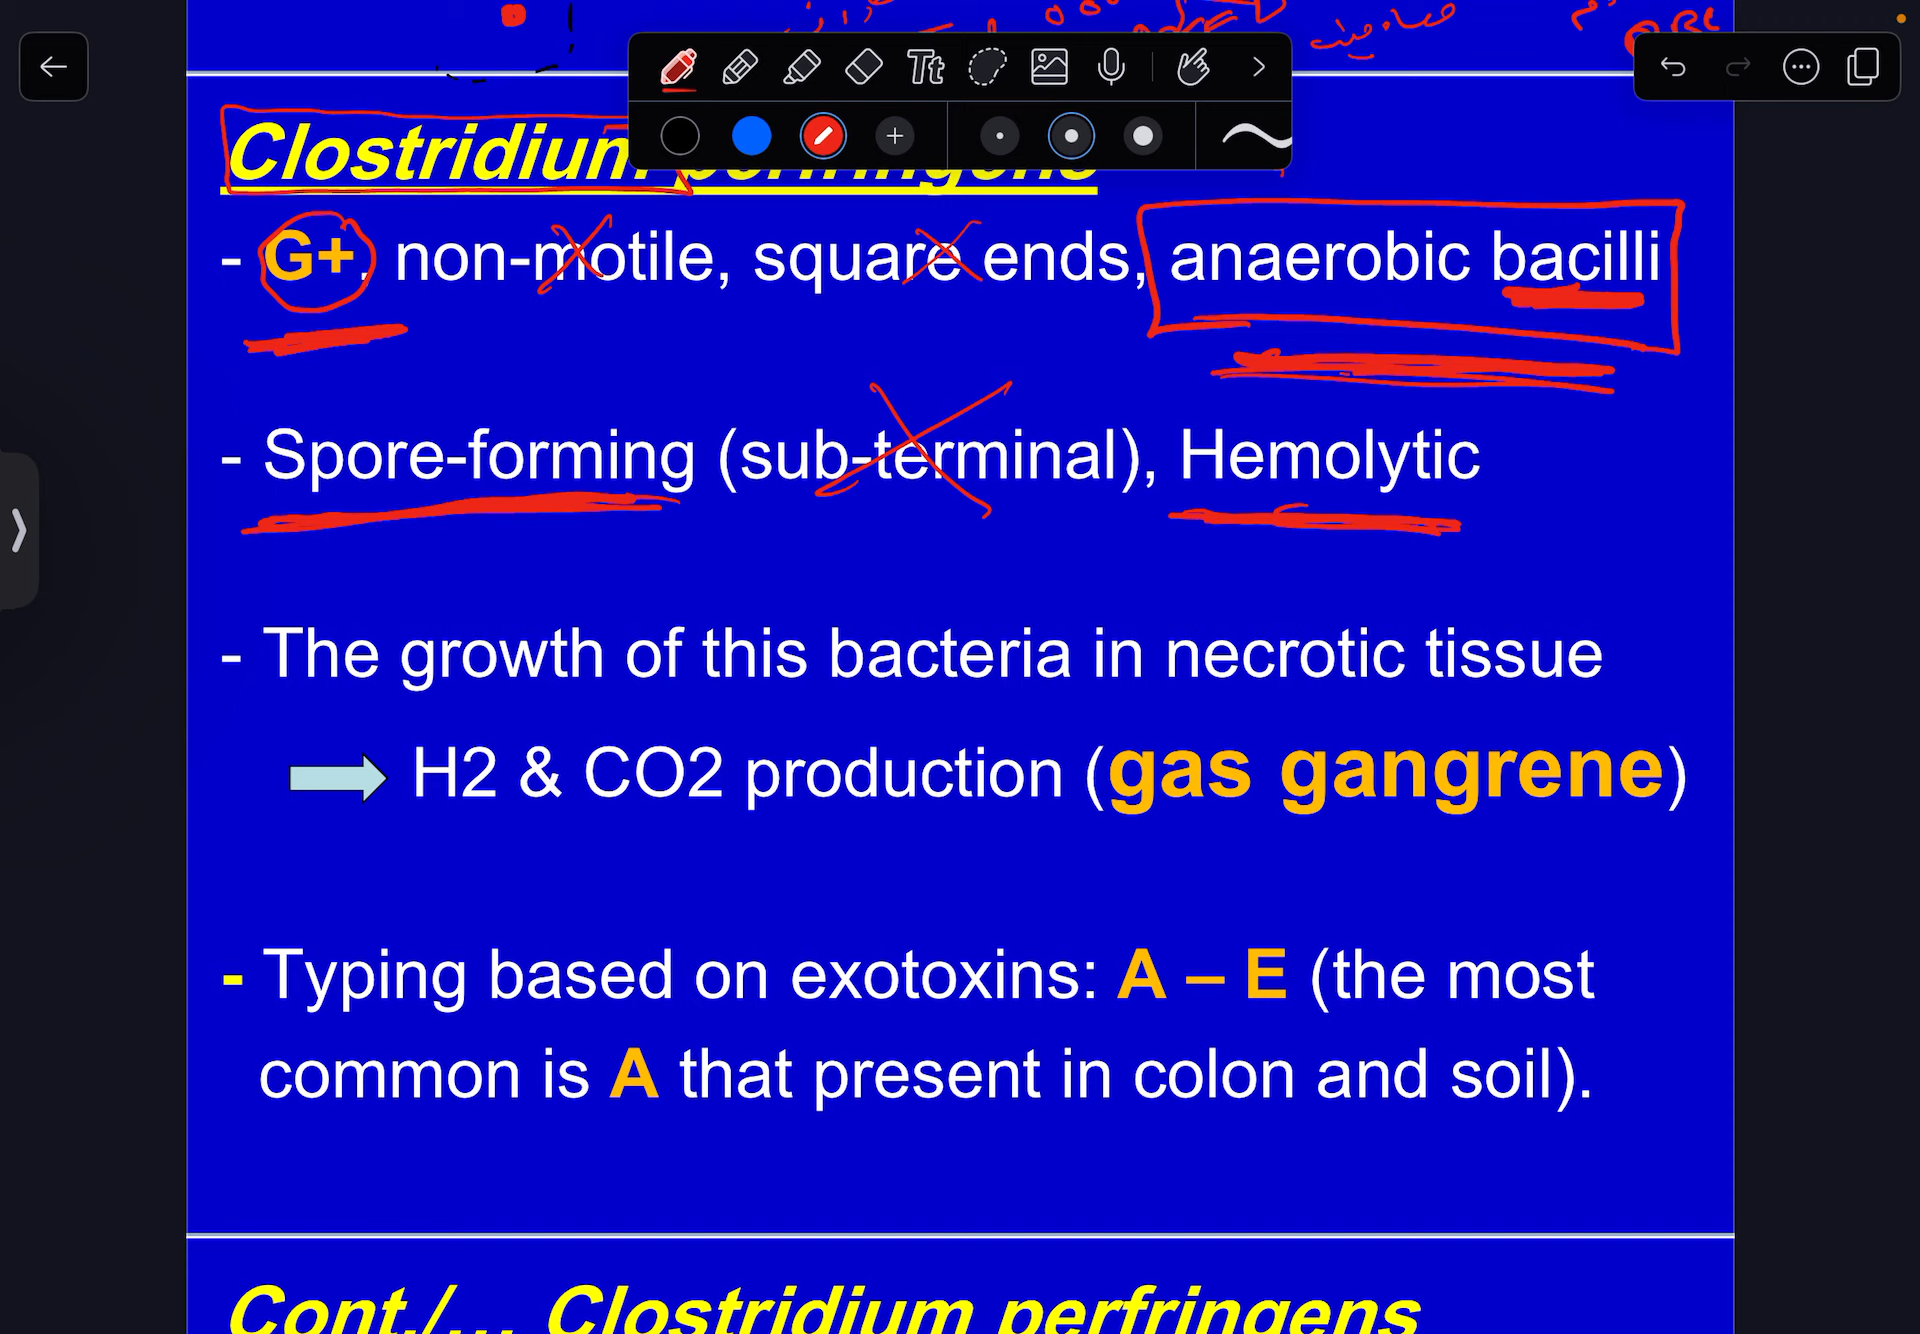 Tt
Clostridium perfringens
- G+, non-motile, square ends, anaerobic bacilli
- Spore-forming (sub-terminal), Hemolytic
- The growth of this bacteria in necrotic tissue
H2 & CO2 production (gas gangrene)
- Typing based on exotoxins: A – E (the most
common is A that present in colon and soil).
Cont./... Clostridium perfringens